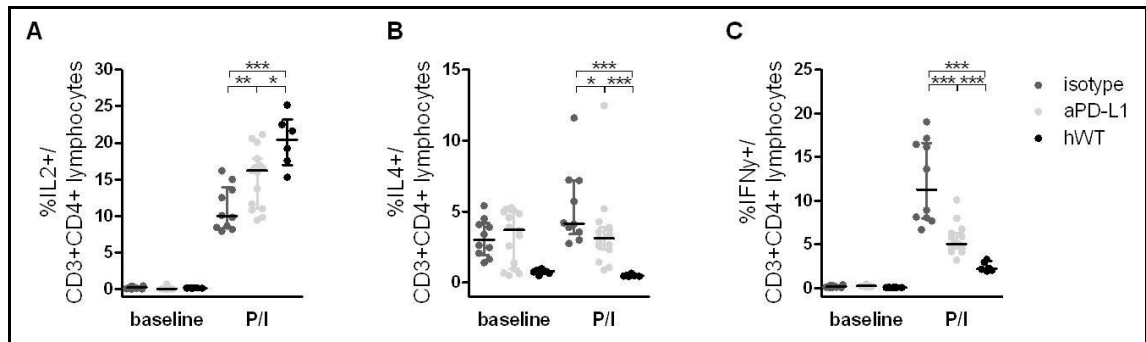 A
B
C
%IL2+/
CD3+CD4+ lymphocytes
30
25
20
15
10
5
0
***
** *
baseline P/I
%IL4+/
CD3+CD4+ lymphocytes
15
10
5
0
***
* ***
baseline P/I
%IFNy+/
CD3+CD4+ lymphocytes
25
20
15
10
5
0
***
*** ***
baseline P/I
isotype
aPD-L1
hWT